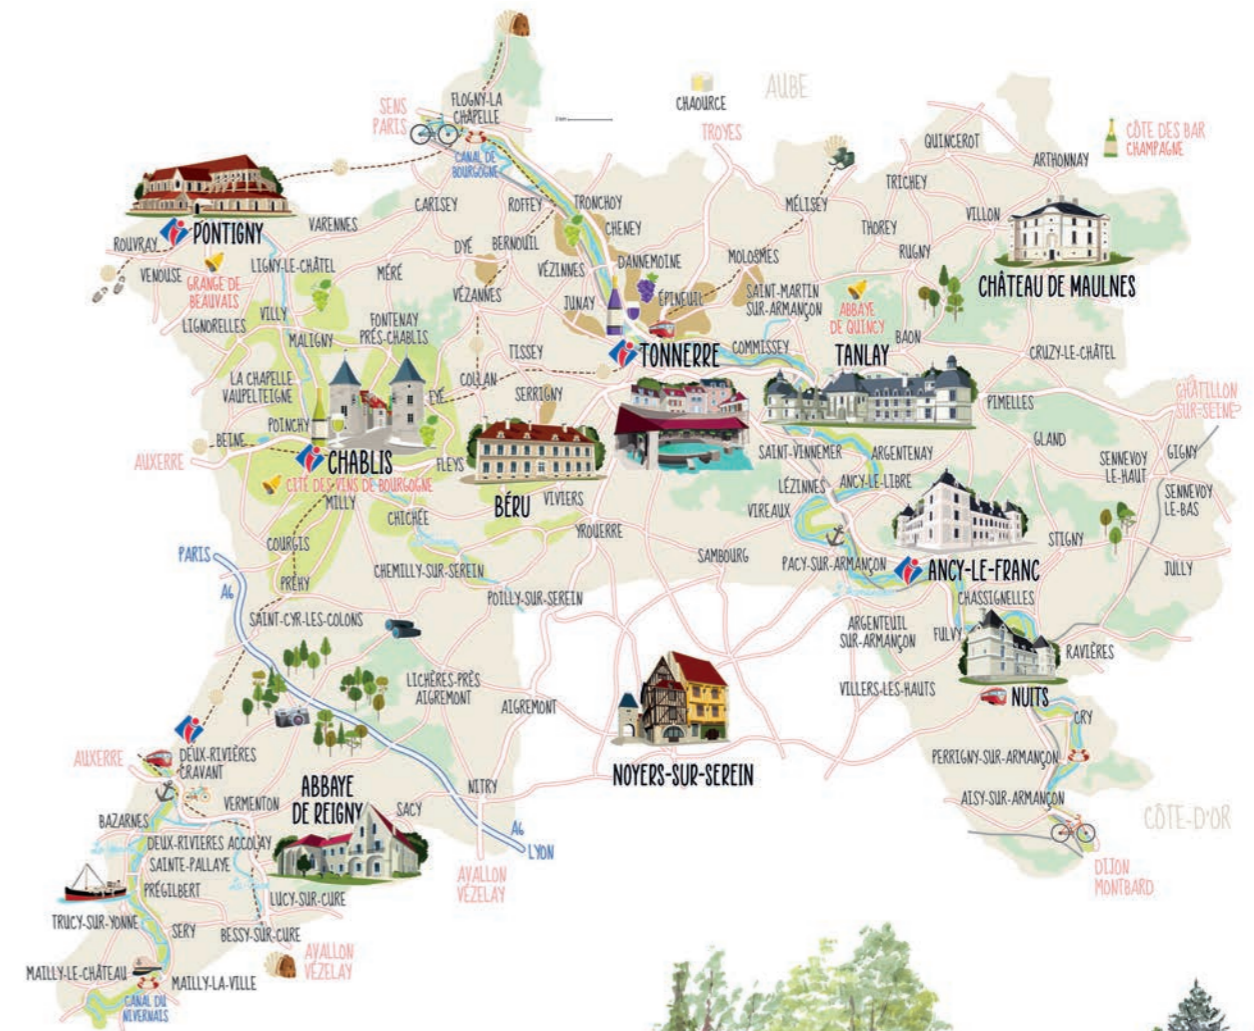 AUBE
CHAOURCE
SENS
PARIS
FLOGNY-LA
CHAPELLE
CANAL DE
BOURGOGNE
TROYES
QUINCEROT
ARTHONNAY
CÔTE DES BAR
CHAMPAGNE
TRICHEY
CARISEY
ROFFEY
TRONCHOY
MÉLISEY
VILLON
VARENNES
CHENEY
THOREY
ROUVRAY
PONTIGNY
DYÉ
BERNOUIL
RUGNY
VENOUSE
LIGNY-LE-CHÂTEL
MÉRÉ
VÉZINNES
DANNEMOINE
MOLOSMES
CHÂTEAU DE MAULNES
GRANGE DE
BEAUVAIS
VÉZANNES
JUNAY
ÉPINEUIL
SAINT-MARTIN
SUR-ARMANÇON
ABBAYE
DE QUINCY
LIGNORELLES
VILLY
MALIGNY
FONTENAY
PRÉS-CHABLIS
TISSEY
TONNERRE
COMMISSEY
TANLAY
BAON
CRUZY-LE-CHÂTEL
LA CHAPELLE
VAUPELTEIGNE
COLLAN
FYÉ
SERRIGNY
PIMELLES
CHÂTILLON
SUR-SEINE
POINCHY
BEINE
AUXERRE
CHABLIS
FLEYS
CITÉ DES VINS DE BOURGOGNE
MILLY
BÉRU
VIVIERS
SAINT-VINNEMER
ARGENTENAY
GLAND
SENNEVOY
LE-HAUT
GIGNY
SENNEVOY
LE-BAS
LÉZINNES
ANCY-LE-LIBRE
VIREAUX
CHICHÉE
YROUERRE
COURGIS
PARIS
A6
CHEMILLY-SUR-SEREIN
SAMBOURG
PACY-SUR-ARMANÇON
ANCY-LE-FRANC
STIGNY
JULLY
PRÉHY
POILLY-SUR-SEREIN
CHASSIGNELLES
SAINT-CYR-LES-COLONS
ARGENTEUIL
SUR-ARMANÇON
FULVY
RAVIÈRES
LICHÈRES-PRÈS
AIGREMONT
AIGREMONT
VILLERS-LES-HAUTS
NUITS
CRY
DEUX-RIVIÈRES
CRAVANT
AUXERRE
PERRIGNY-SUR-ARMANÇON
NOYERS-SUR-SEREIN
ABBAYE
DE REIGNY
NITRY
AISY-SUR-ARMANÇON
CÔTE-D'OR
VERMENTON
SACY
BAZARNES
A6
LYON
DEUX-RIVIERES ACCOLAY
SAINTE-PALLAYE
DIJON
MONTBARD
AVALLON
VÉZELAY
PRÉGILBERT
LUCY-SUR-CURE
TRUCY-SUR-YONNE
SERY
BESSY-SUR-CURE
AVALLON
VÉZELAY
MAILLY-LE-CHÂTEAU
MAILLY-LA-VILLE
CANAL DU
NIVERNAIS